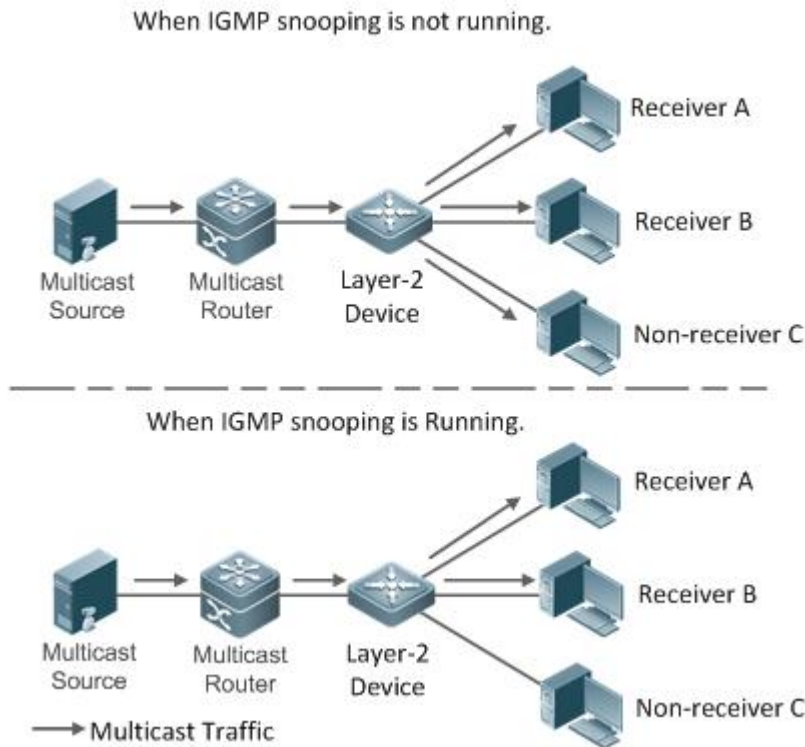 When IGMP snooping is not running.
Receiver A
Receiver B
Multicast
Source
Multicast
Router
Layer-2
Device
Non-receiver C
When IGMP snooping is Running.
Receiver A
Receiver B
Multicast
Source
Multicast
Router
Layer-2
Device
Non-receiver C
Multicast Traffic